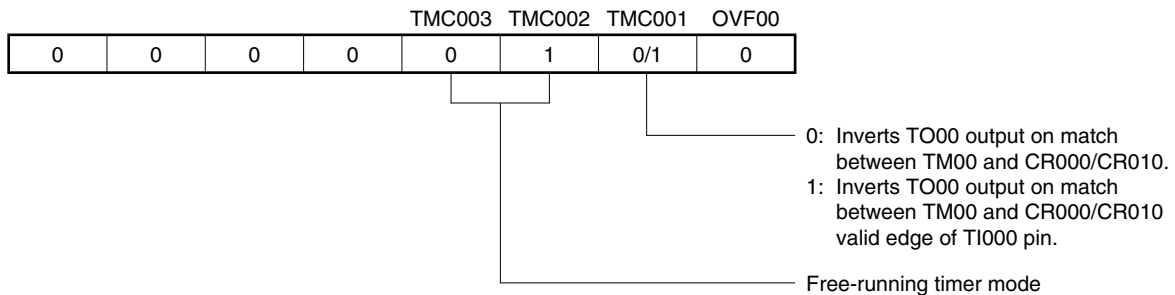 TMC003 TMC002 TMC001 OVF00
0 0 0 0 0 1 0/1 0
0: Inverts TO00 output on match
between TM00 and CR000/CR010.
1: Inverts TO00 output on match
between TM00 and CR000/CR010
valid edge of TI000 pin.
Free-running timer mode